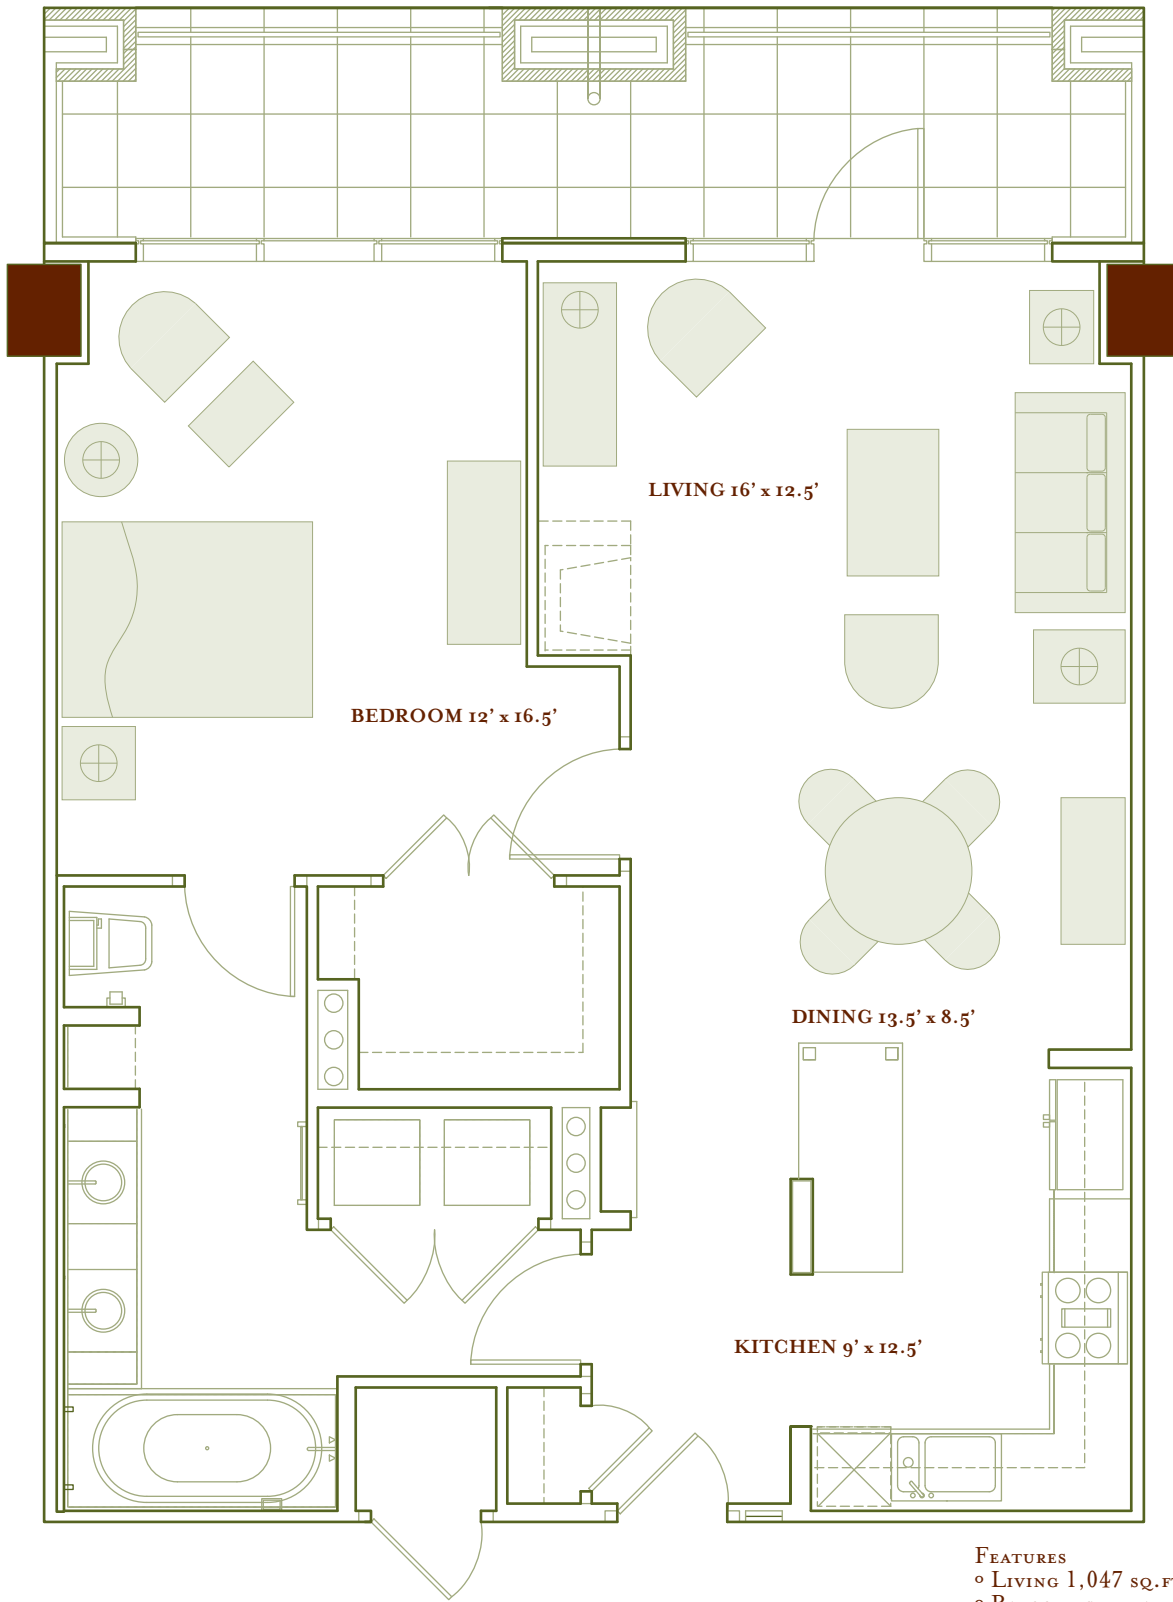 LIVING 16’ x 12.5’
BEDROOM 12’ x 16.5’
DINING 13.5’ x 8.5’
KITCHEN 9’ x 12.5’
Features
° Living 1,047 sq.f